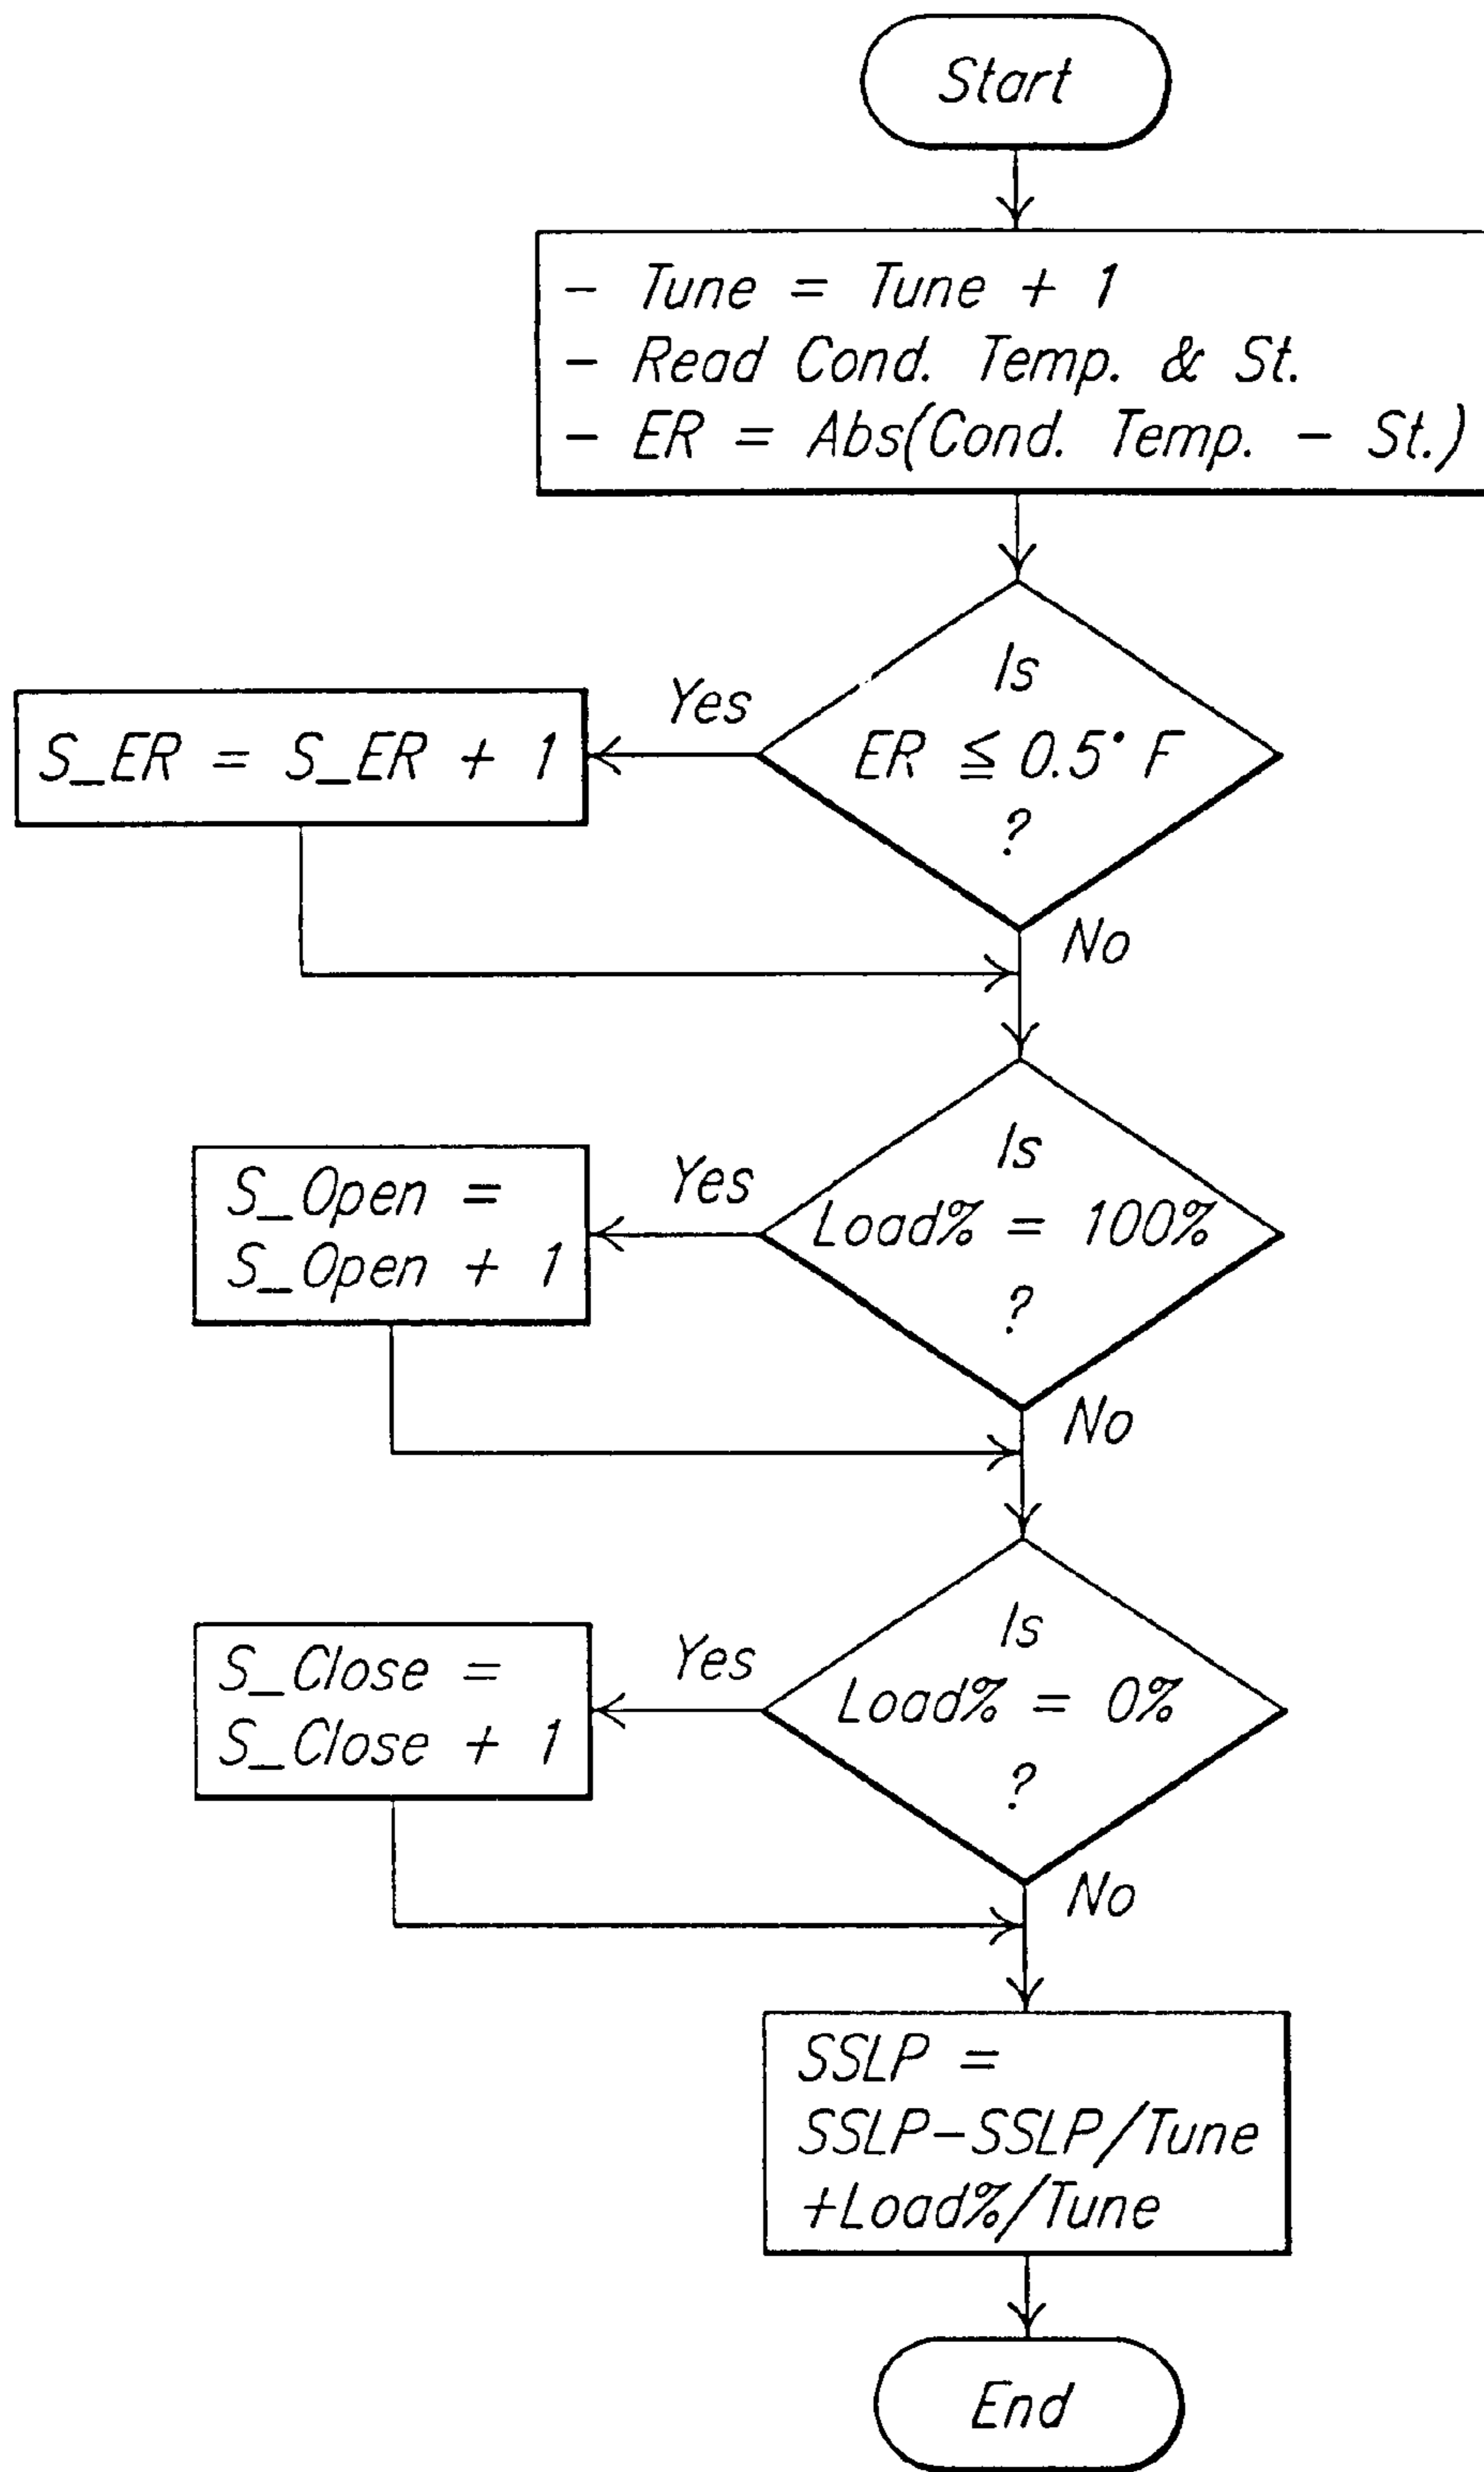 Start
- Tune = Tune + 1
- Read Cond. Temp. & St.
- ER = Abs(Cond. Temp. - St.)
Is
ER ≦ 0.5° F
?
Yes
S_ER = S_ER + 1
No
Is
Load% = 100%
?
Yes
S_Open =
S_Open + 1
No
Is
Load% = 0%
?
Yes
S_Close =
S_Close + 1
No
SSLP =
SSLP-SSLP/Tune
+Load%/Tune
End